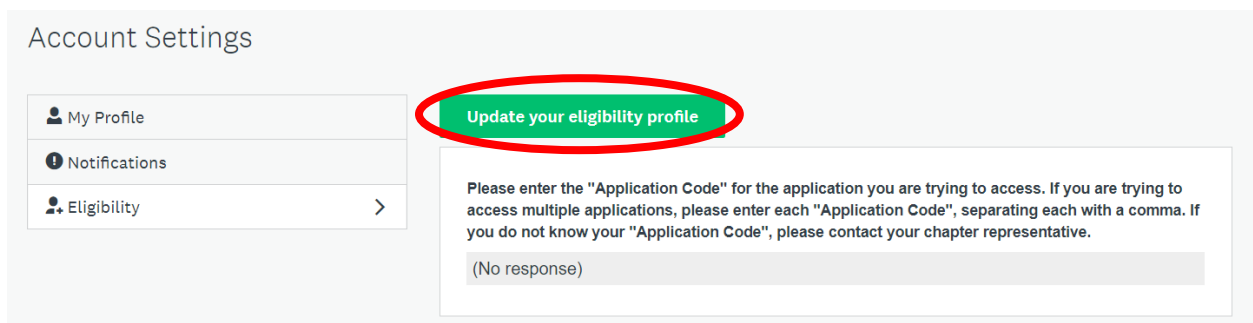 Account Settings
My Profile
Notifications
Eligibility
Update your eligibility profile
Please enter the "Application Code" for the application you are trying to access. If you are trying to
access multiple applications, please enter each "Application Code", separating each with a comma. If
you do not know your "Application Code", please contact your chapter representative.
(No response)